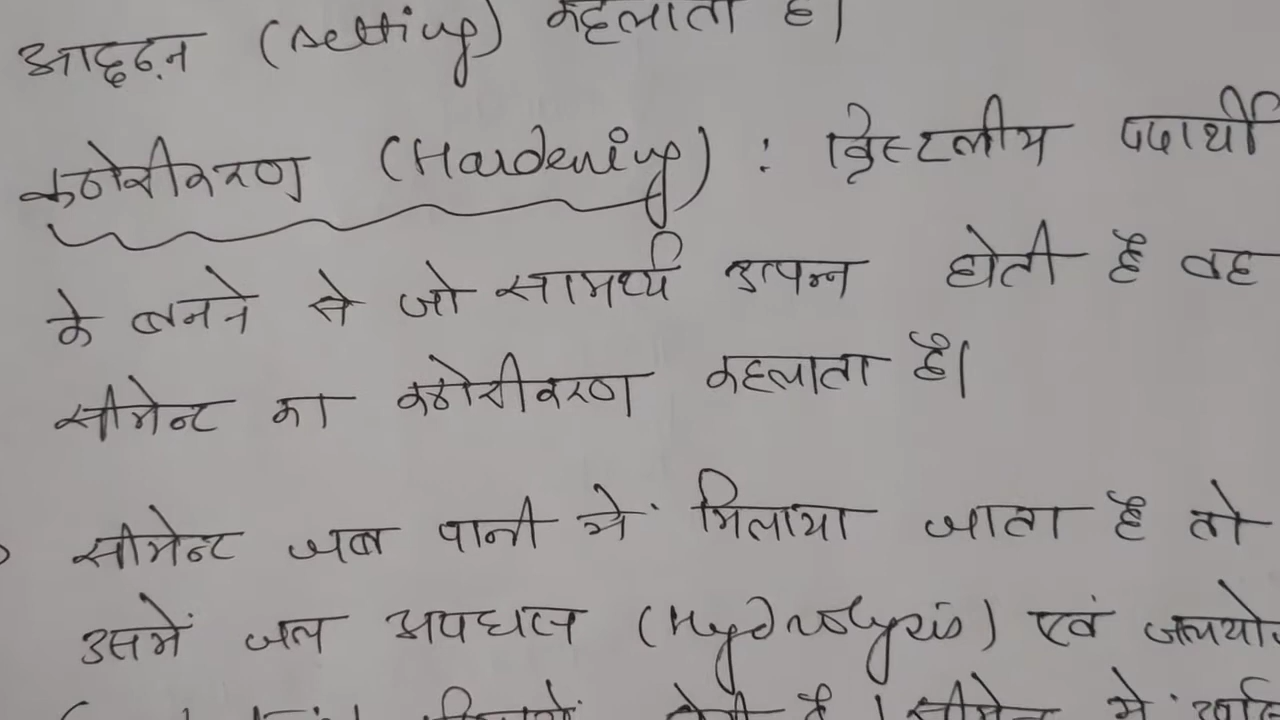 आदृढ़न (Setting) कहलाता है।
कठोरीकरण (Hardening) : क्रिस्टलीय पदार्थो
के बनने से जो सामर्थ्य उत्पन्न होती है वह
सीमेन्ट का कठोरीकरण कहलाता है।
सीमेन्ट जब पानी में मिलाया जाता है तो
उसमें जल अपघटन (Hydrolysis) एवं
होती है। सीमेन्ट में